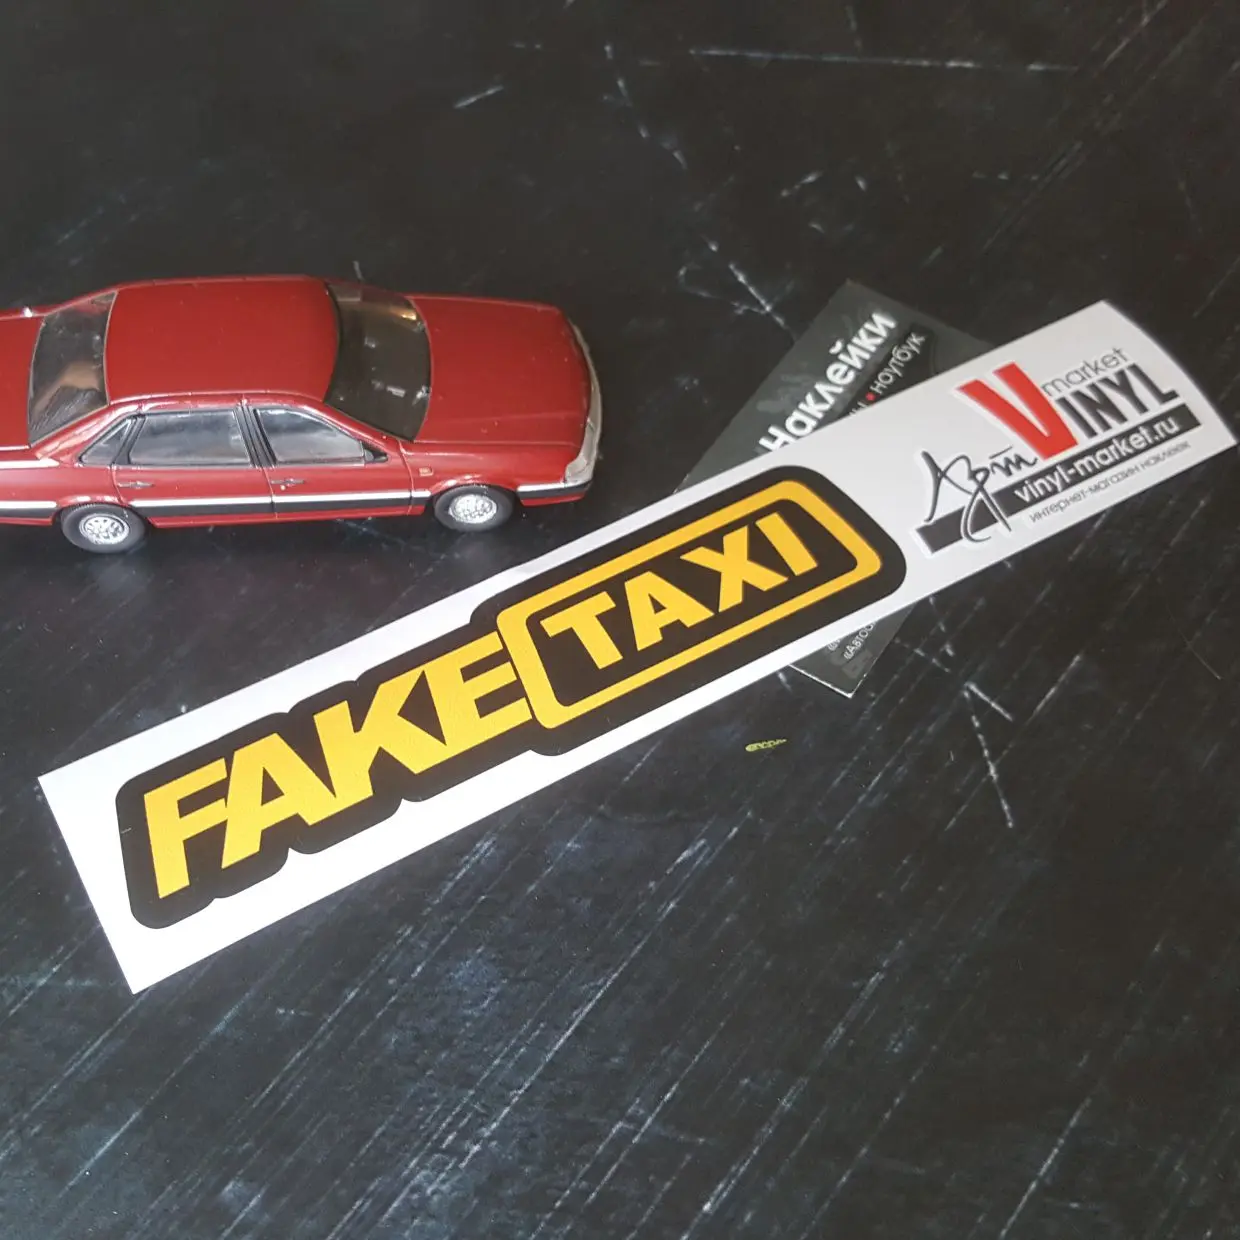 Наклейки
• ноутбук
FAKE TAXI
market
VINYL
Арт
vinyl-market.ru
интернет-магазин наклеек